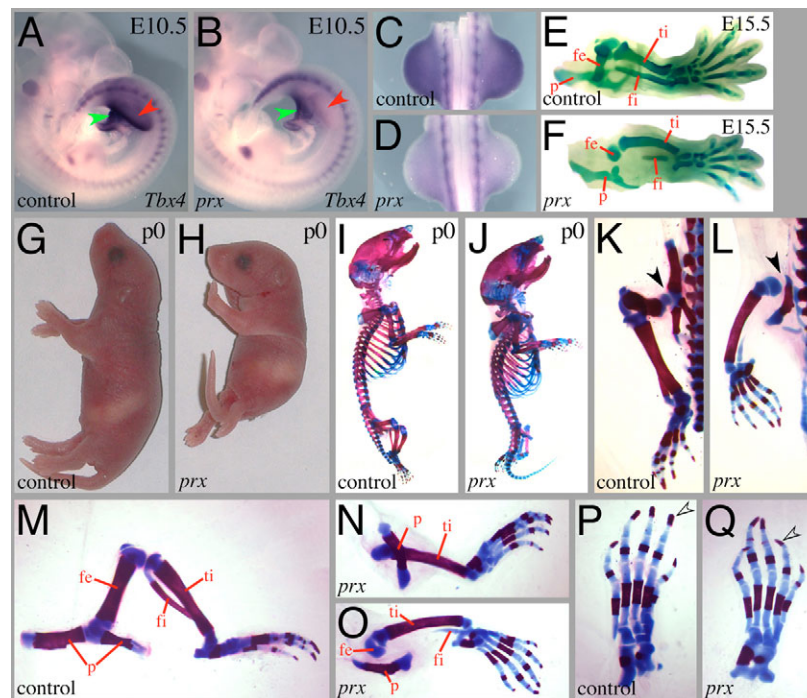 A E10.5
control Tbx4
B E10.5
prx Tbx4
C
control
D
prx
E E15.5
fe
ti
p
fi
control
F E15.5
fe
ti
fi
p
prx
G p0
control
H p0
prx
I p0
J p0
K
control
L
prx
M
fe
ti
fi
p
control
N
p
ti
prx
O
ti
fe
fi
p
prx
P
control
Q
prx